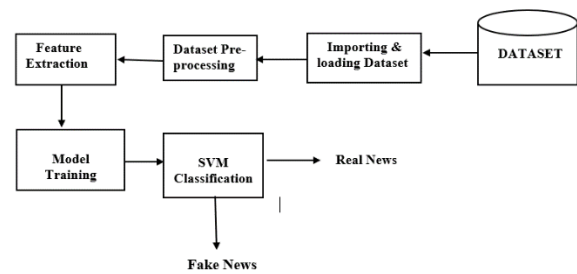 Feature
Extraction
Dataset Pre-
processing
Importing &
loading Dataset
DATASET
Model
Training
SVM
Classification
Real News
Fake News